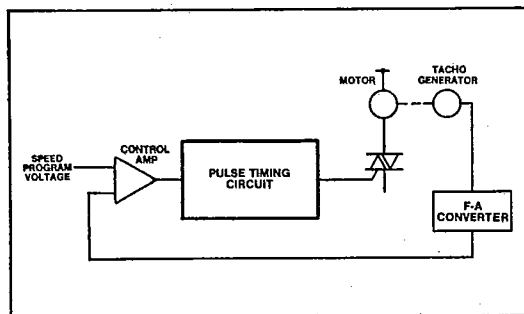 MOTOR
TACHO
GENERATOR
SPEED
PROGRAM
VOLTAGE
CONTROL
AMP
PULSE TIMING
CIRCUIT
F-A
CONVERTER